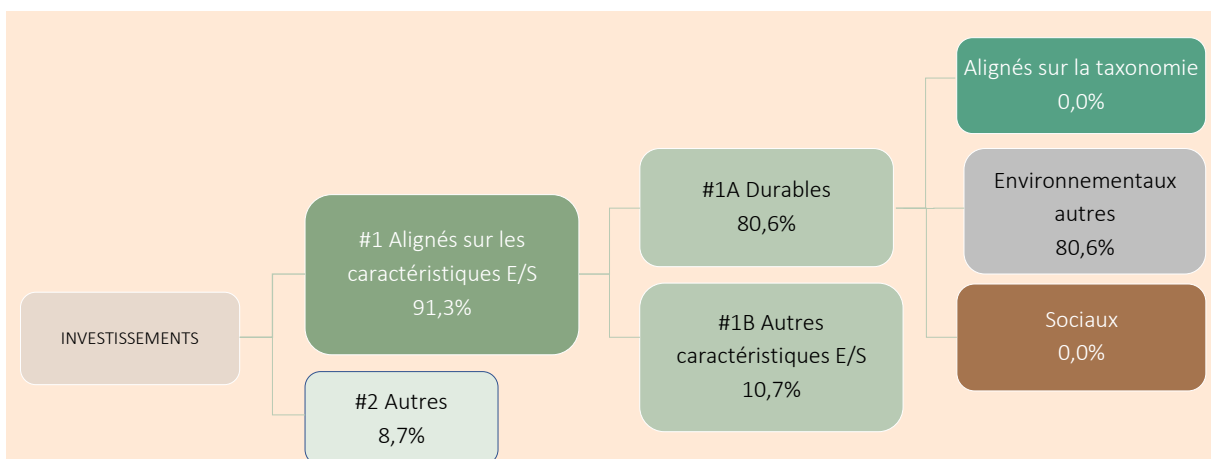 INVESTISSEMENTS
#1 Alignés sur les
caractéristiques E/S
91,3%
#2 Autres
8,7%
#1A Durables
80,6%
#1B Autres
caractéristiques E/S
10,7%
Alignés sur la taxonomie
0,0%
Environnementaux
autres
80,6%
Sociaux
0,0%